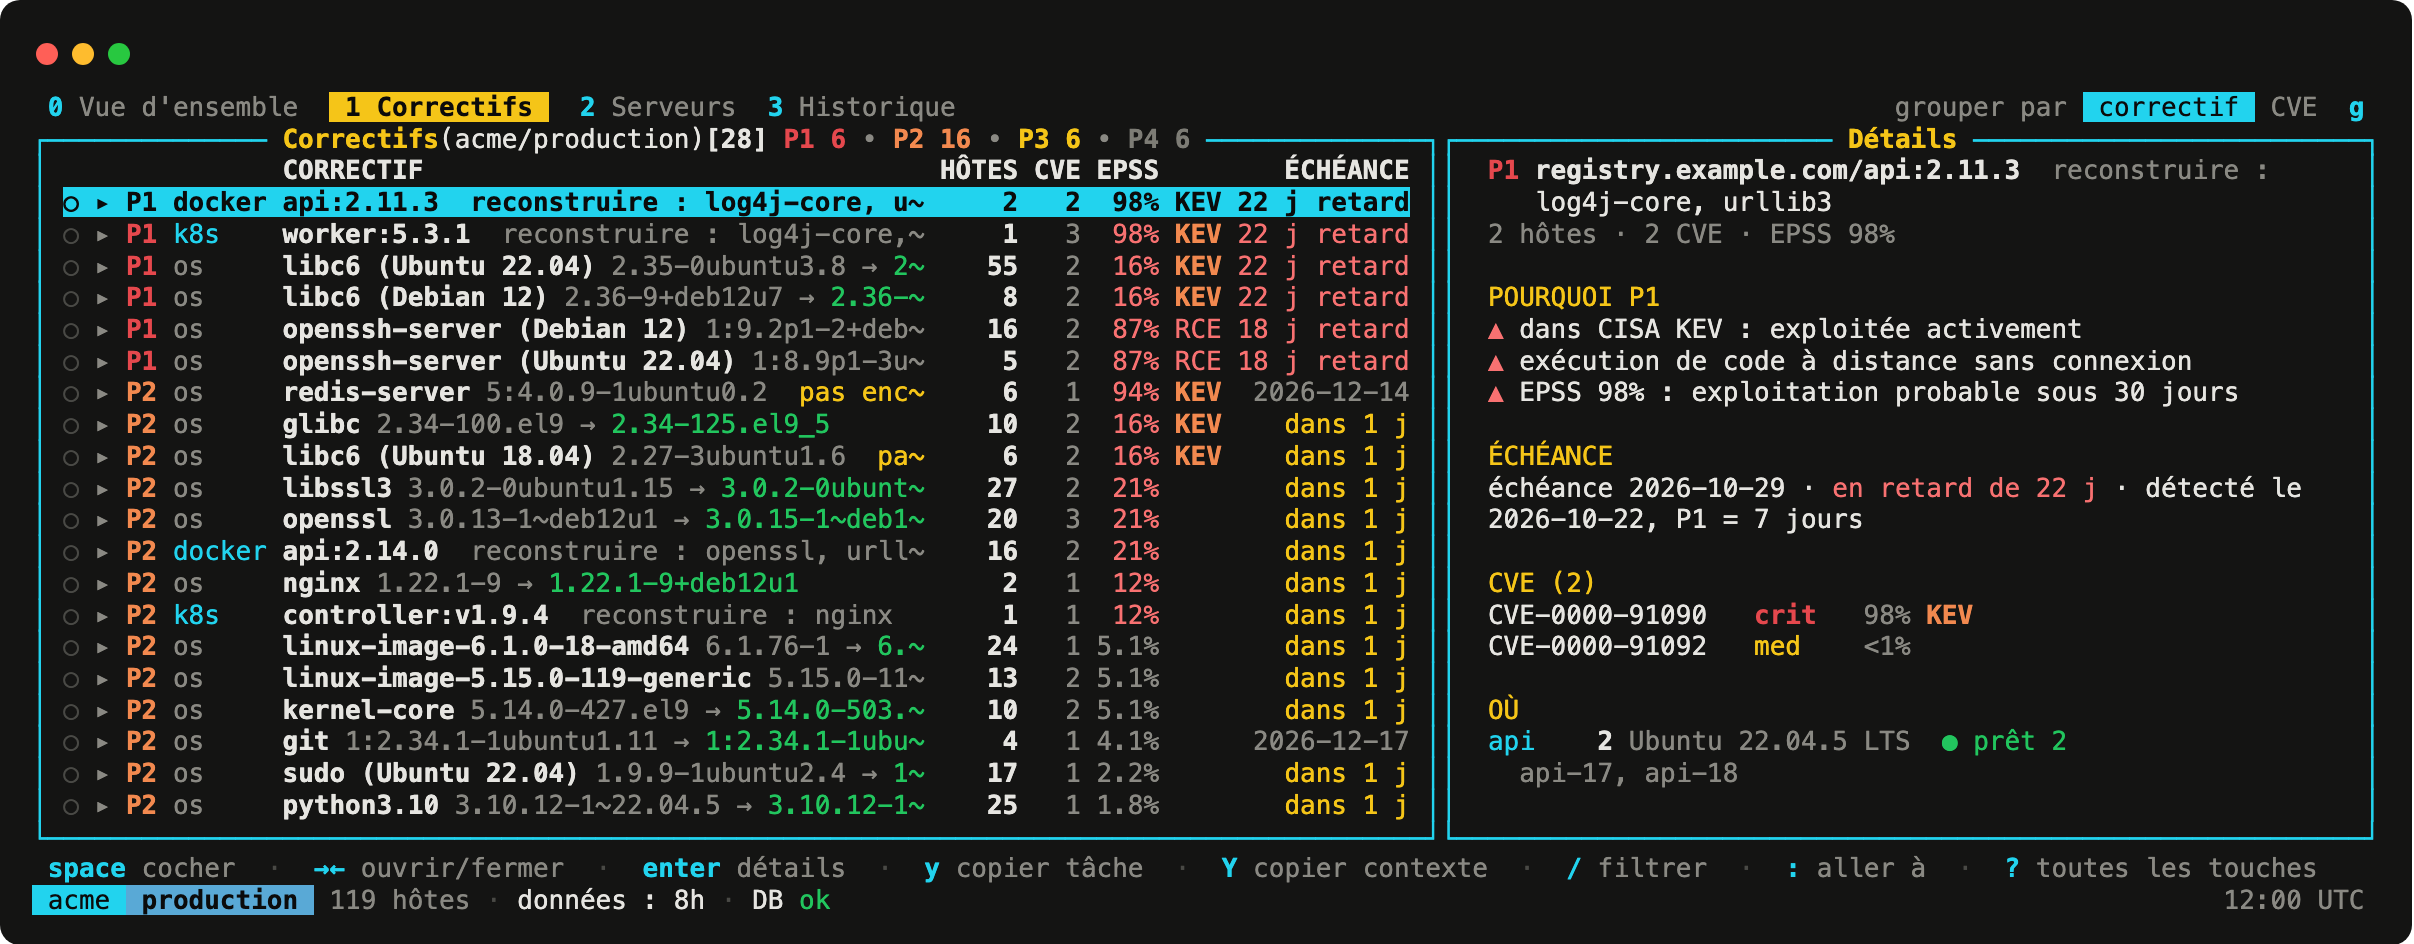 0 Vue d'ensemble 1 Correctifs 2 Serveurs 3 Historique grouper par correctif CVE g
Correctifs(acme/production)[28] P1 6 • P2 16 • P3 6 • P4 6
CORRECTIF HÔTES CVE EPSS ÉCHÉANCE
○ ▸ P1 docker api:2.11.3 reconstruire : log4j-core, u~ 2 2 98% KEV 22 j retard
○ ▸ P1 k8s worker:5.3.1 reconstruire : log4j-core,~ 1 3 98% KEV 22 j retard
○ ▸ P1 os libc6 (Ubuntu 22.04) 2.35-0ubuntu3.8 → 2~ 55 2 16% KEV 22 j retard
○ ▸ P1 os libc6 (Debian 12) 2.36-9+deb12u7 → 2.36-~ 8 2 16% KEV 22 j retard
○ ▸ P1 os openssh-server (Debian 12) 1:9.2p1-2+deb~ 16 2 87% RCE 18 j retard
○ ▸ P1 os openssh-server (Ubuntu 22.04) 1:8.9p1-3u~ 5 2 87% RCE 18 j retard
○ ▸ P2 os redis-server 5:4.0.9-1ubuntu0.2 pas enc~ 6 1 94% KEV 2026-12-14
○ ▸ P2 os glibc 2.34-100.el9 → 2.34-125.el9_5 10 2 16% KEV dans 1 j
○ ▸ P2 os libc6 (Ubuntu 18.04) 2.27-3ubuntu1.6 pa~ 6 2 16% KEV dans 1 j
○ ▸ P2 os libssl3 3.0.2-0ubuntu1.15 → 3.0.2-0ubunt~ 27 2 21% dans 1 j
○ ▸ P2 os openssl 3.0.13-1~deb12u1 → 3.0.15-1~deb1~ 20 3 21% dans 1 j
○ ▸ P2 docker api:2.14.0 reconstruire : openssl, urll~ 16 2 21% dans 1 j
○ ▸ P2 os nginx 1.22.1-9 → 1.22.1-9+deb12u1 2 1 12% dans 1 j
○ ▸ P2 k8s controller:v1.9.4 reconstruire : nginx 1 1 12% dans 1 j
○ ▸ P2 os linux-image-6.1.0-18-amd64 6.1.76-1 → 6.~ 24 1 5.1% dans 1 j
○ ▸ P2 os linux-image-5.15.0-119-generic 5.15.0-11~ 13 2 5.1% dans 1 j
○ ▸ P2 os kernel-core 5.14.0-427.el9 → 5.14.0-503.~ 10 2 5.1% dans 1 j
○ ▸ P2 os git 1:2.34.1-1ubuntu1.11 → 1:2.34.1-1ubu~ 4 1 4.1% 2026-12-17
○ ▸ P2 os sudo (Ubuntu 22.04) 1.9.9-1ubuntu2.4 → 1~ 17 1 2.2% dans 1 j
○ ▸ P2 os python3.10 3.10.12-1~22.04.5 → 3.10.12-1~ 25 1 1.8% dans 1 j
Détails
P1 registry.example.com/api:2.11.3 reconstruire :
log4j-core, urllib3
2 hôtes · 2 CVE · EPSS 98%
POURQUOI P1
▲ dans CISA KEV : exploitée activement
▲ exécution de code à distance sans connexion
▲ EPSS 98% : exploitation probable sous 30 jours
ÉCHÉANCE
échéance 2026-10-29 · en retard de 22 j · détecté le
2026-10-22, P1 = 7 jours
CVE (2)
CVE-0000-91090 crit 98% KEV
CVE-0000-91092 med <1%
OÙ
api 2 Ubuntu 22.04.5 LTS ● prêt 2
api-17, api-18
space cocher · →← ouvrir/fermer · enter détails · y copier tâche · Y copier contexte · / filtrer · : aller à · ? toutes les touches
acme production 119 hôtes · données : 8h · DB ok 12:00 UTC